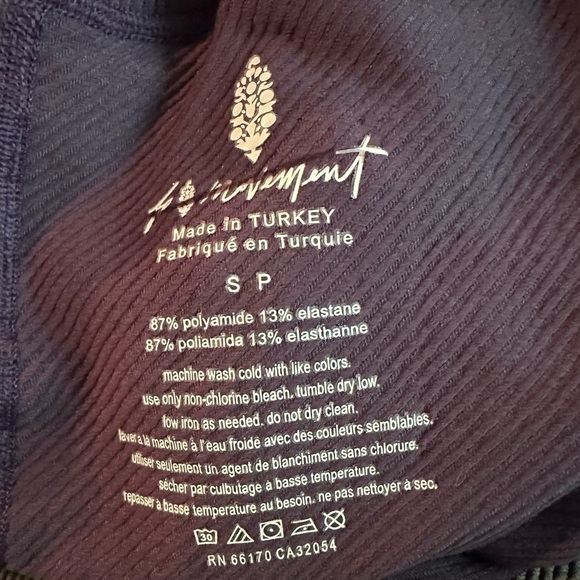 movement
Made in TURKEY
Fabriqué en Turquie
S P
87% polyamide 13% elastane
87% poliamida 13% elasthanne
machine wash cold with like colors.
use only non-chlorine bleach. tumble dry low.
low iron as needed. do not dry clean.
laver à la machine à l'eau froide avec des couleurs semblables.
utiliser seulement un agent de blanchiment sans chlorure.
sécher par culbutage à basse température.
repasser à basse température au besoin. ne pas nettoyer à sec.
30
RN 66170 CA32054